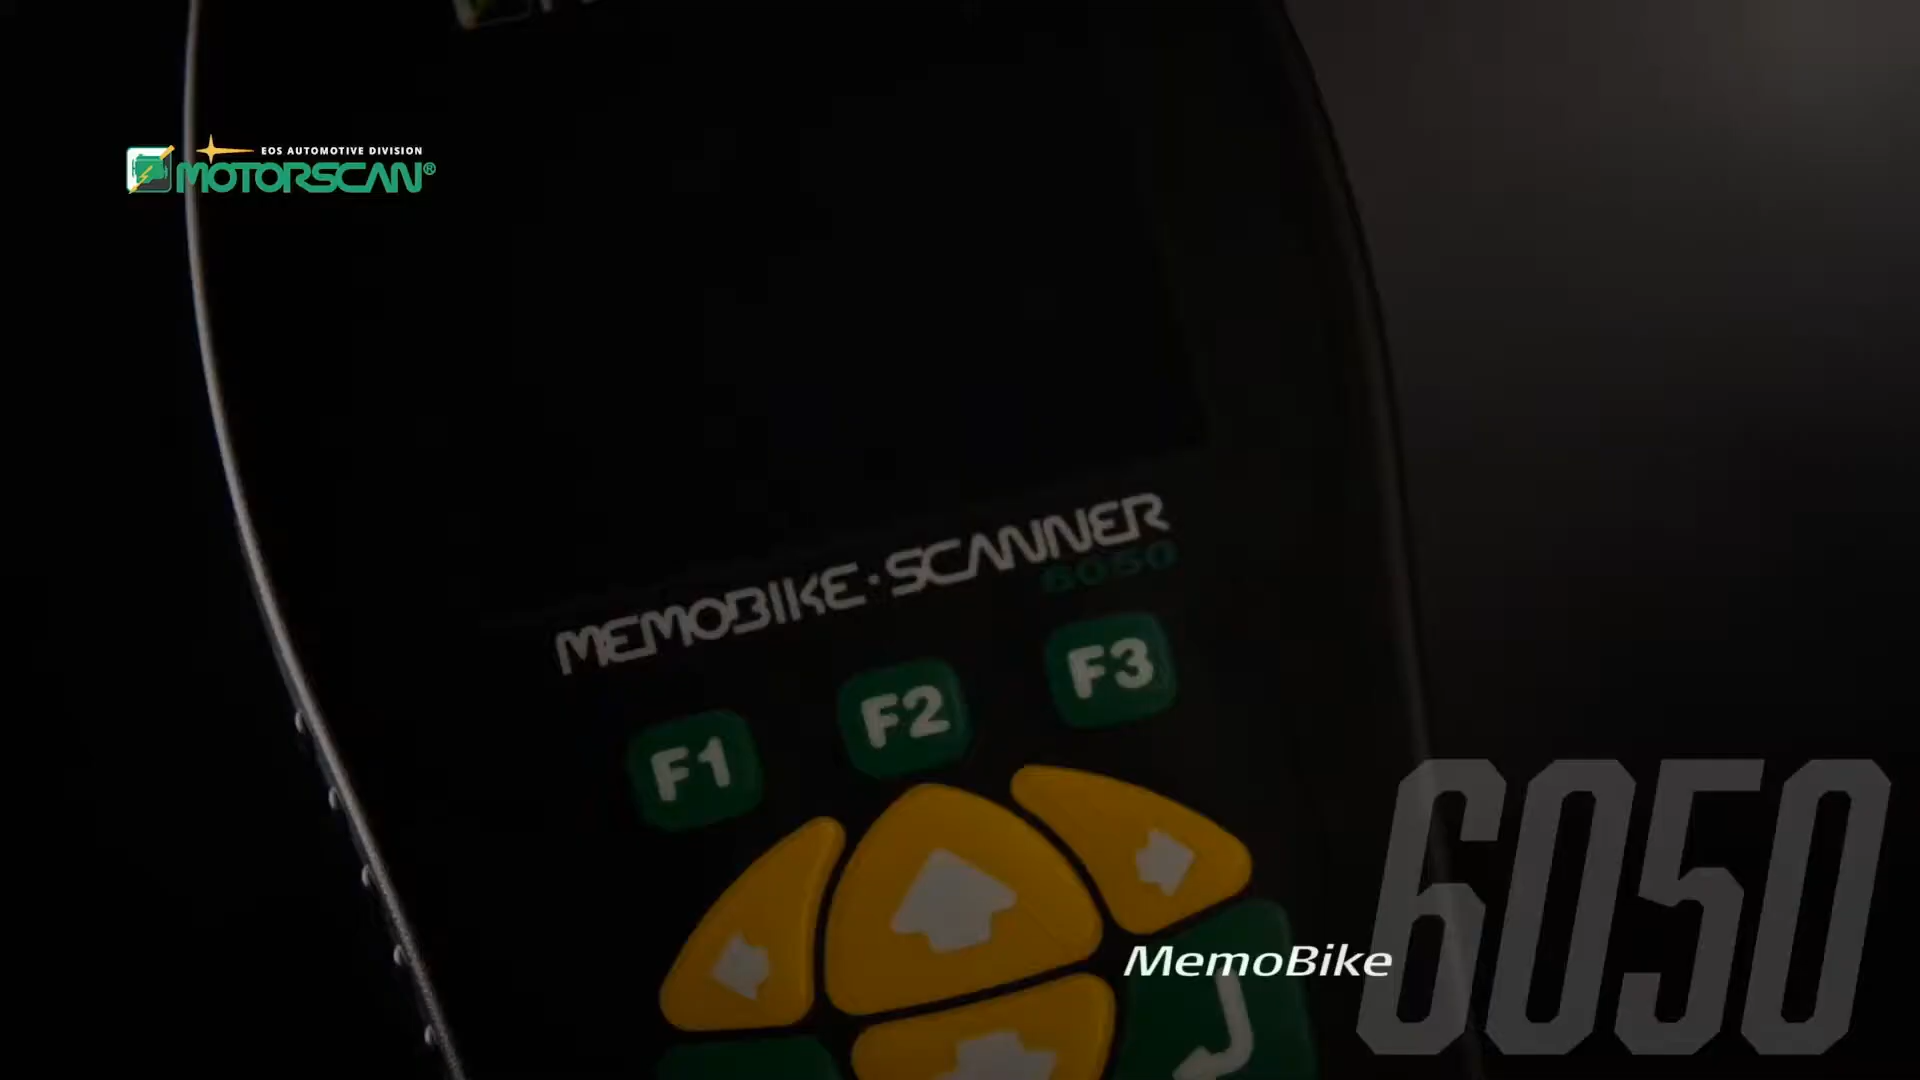 EOS AUTOMOTIVE DIVISION
MOTORSCAN®
MEMOBIKE·SCANNER
6050
F1
F2
F3
MemoBike
6050